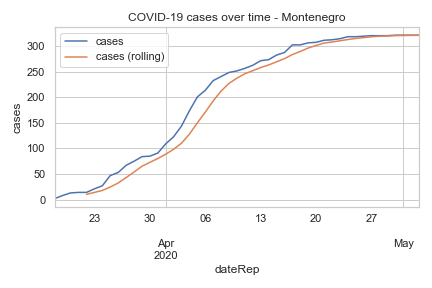 COVID-19 cases over time - Montenegro
cases
cases (rolling)
cases
300
250
200
150
100
50
0
23 30 06 13 20 27
Apr May
2020
dateRep